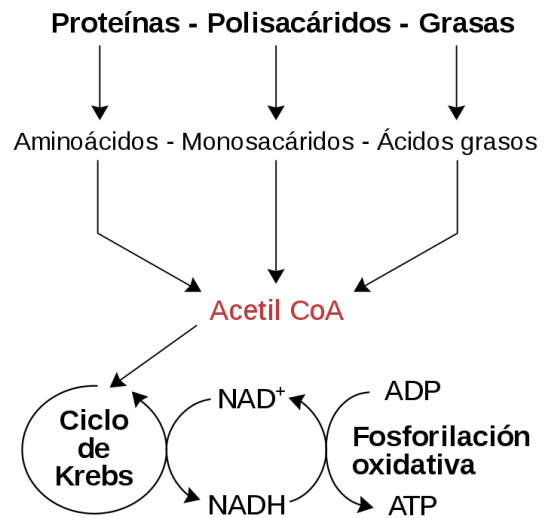 Proteínas - Polisacáridos - Grasas
Aminoácidos - Monosacáridos - Ácidos grasos
Acetil CoA
Ciclo
de
Krebs
NAD+
NADH
ADP
Fosforilación
oxidativa
ATP